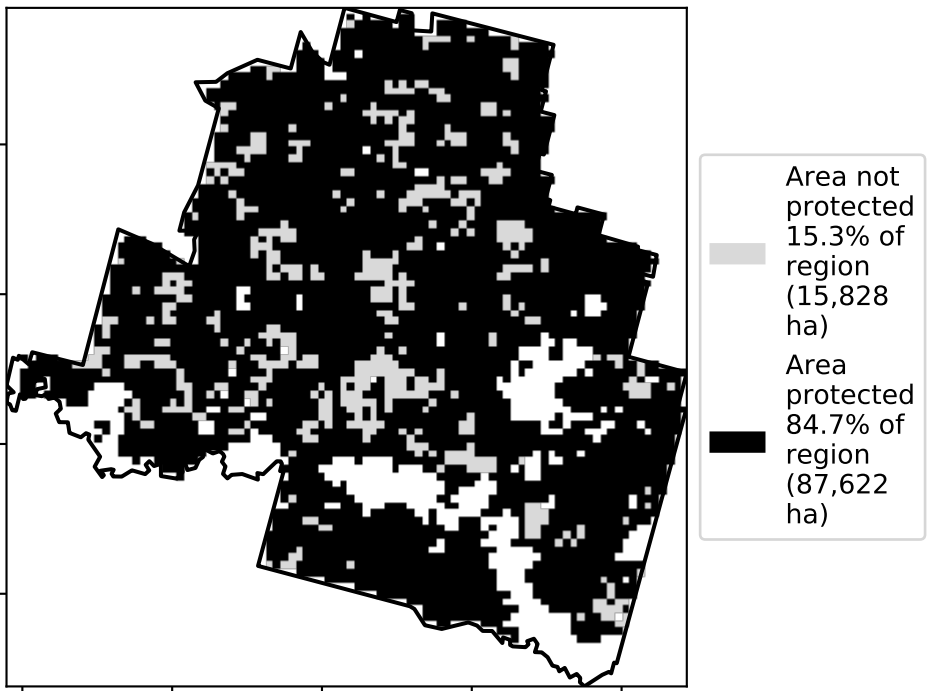 Area not
protected
15.3% of
region
(15,828
ha)
Area
protected
84.7% of
region
(87,622
ha)